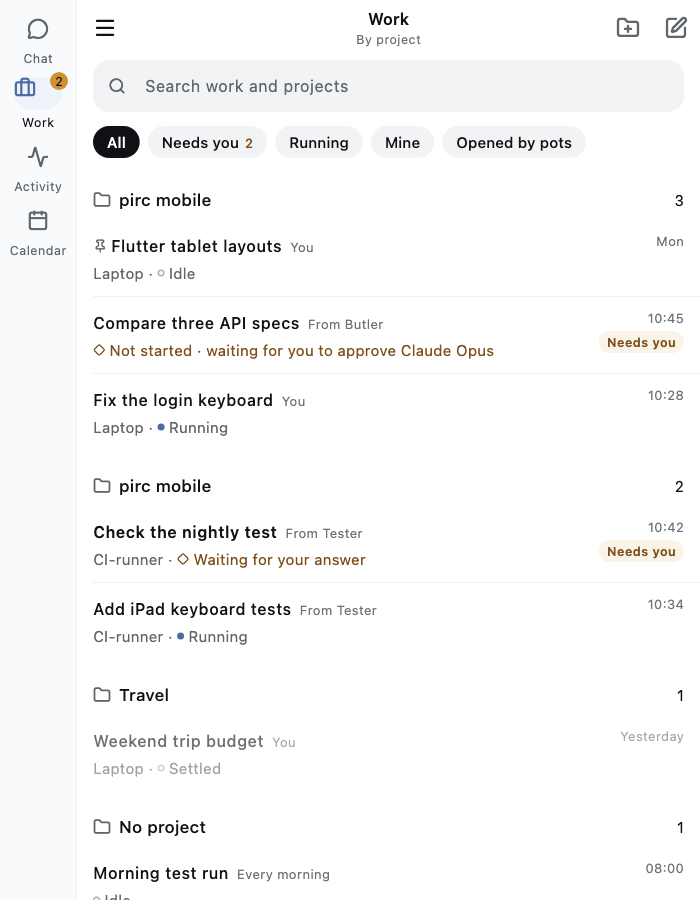 Chat
2
Work
Activity
Calendar
Work
By project
Search work and projects
All
Needs you 2
Running
Mine
Opened by pots
pirc mobile 3
Flutter tablet layouts You Mon
Laptop · Idle
Compare three API specs From Butler 10:45
Not started · waiting for you to approve Claude Opus Needs you
Fix the login keyboard You 10:28
Laptop · Running
pirc mobile 2
Check the nightly test From Tester 10:42
CI-runner · Waiting for your answer Needs you
Add iPad keyboard tests From Tester 10:34
CI-runner · Running
Travel 1
Weekend trip budget You Yesterday
Laptop · Settled
No project 1
Morning test run Every morning 08:00
Idle